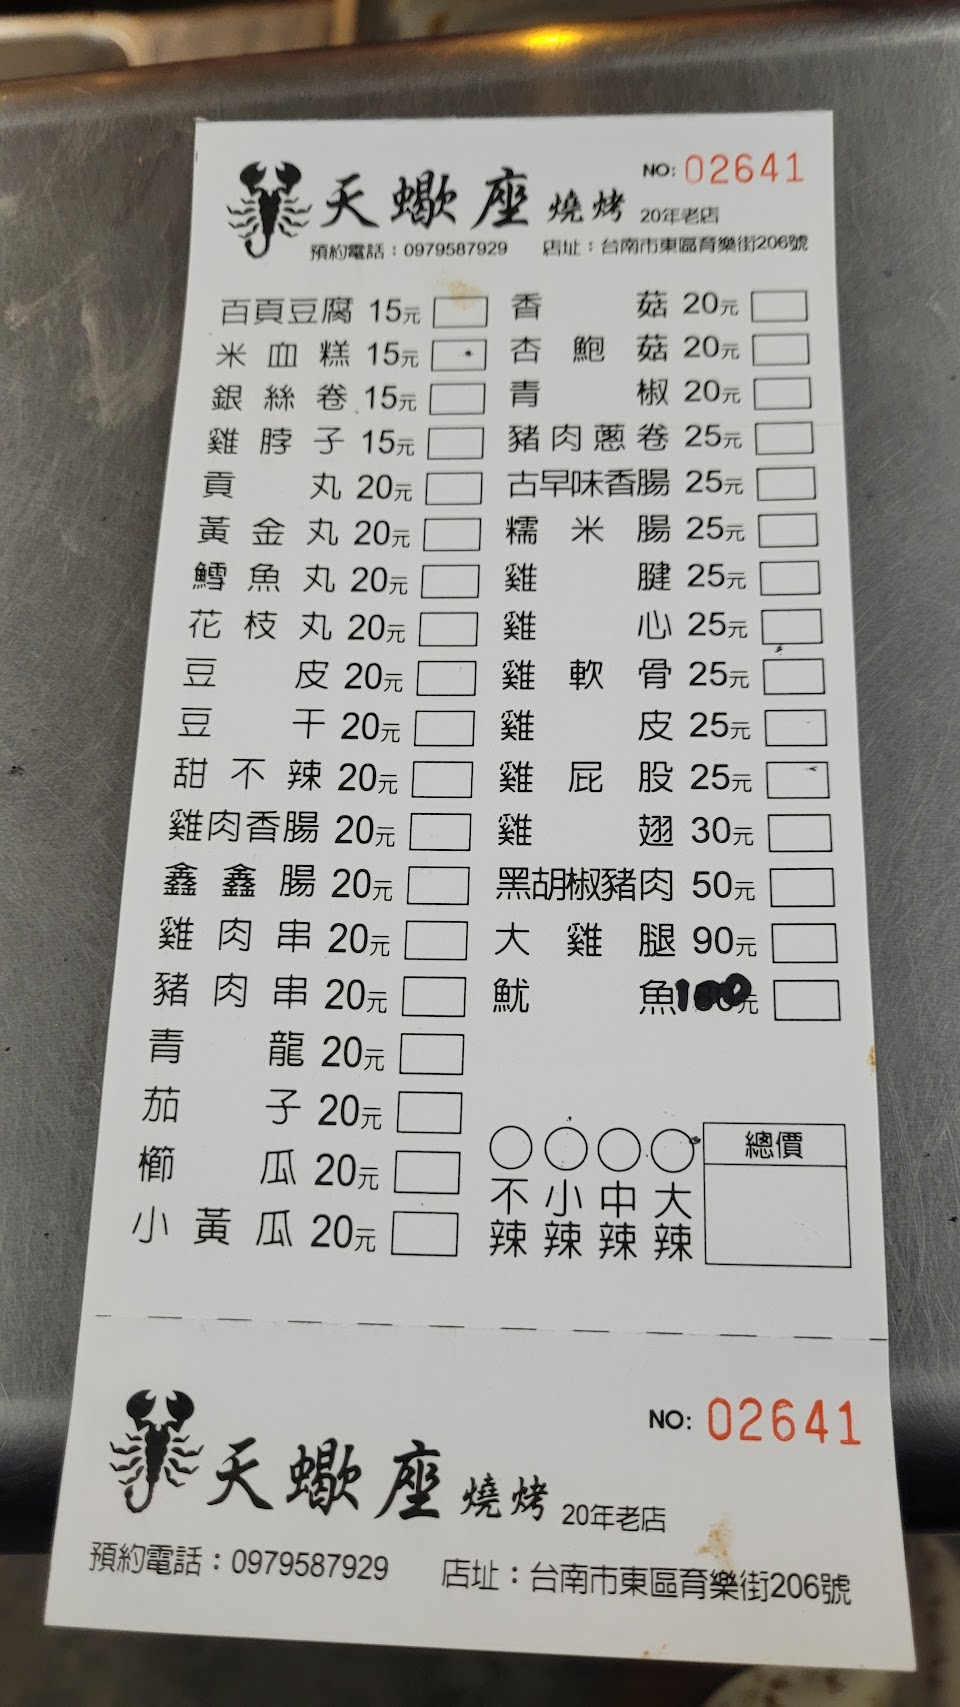 NO: 02641
天蠍座 燒烤 20年老店
預約電話：0979587929 店址：台南市東區育樂街206號
百頁豆腐 15元
米血糕 15元
銀絲卷 15元
雞脖子 15元
貢丸 20元
黃金丸 20元
鱈魚丸 20元
花枝丸 20元
豆皮 20元
豆干 20元
甜不辣 20元
雞肉香腸 20元
鑫鑫腸 20元
雞肉串 20元
豬肉串 20元
青龍 20元
茄子 20元
櫛瓜 20元
小黃瓜 20元
香菇 20元
杏鮑菇 20元
青椒 20元
豬肉蔥卷 25元
古早味香腸 25元
糯米腸 25元
雞腱 25元
雞心 25元
雞軟骨 25元
雞皮 25元
雞屁股 25元
雞翅 30元
黑胡椒豬肉 50元
大雞腿 90元
魷魚 100元
不辣 小辣 中辣 大辣
總價
NO: 02641
天蠍座 燒烤 20年老店
預約電話：0979587929 店址：台南市東區育樂街206號